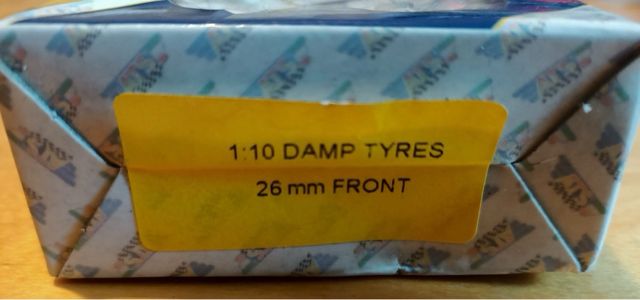 1:10 DAMP TYRES
26 mm FRONT